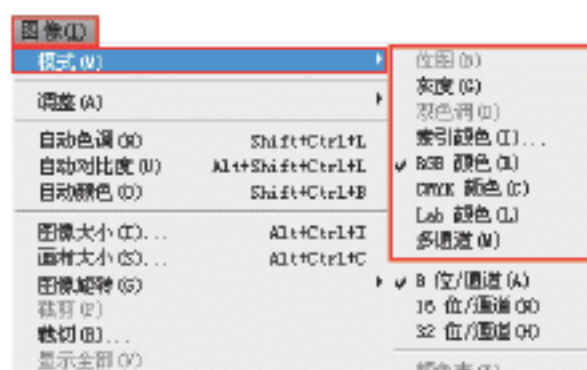 图像(I)
模式(M)
调整(A)
自动色调(N) Shift+Ctrl+L
自动对比度(U) Alt+Shift+Ctrl+L
自动颜色(O) Shift+Ctrl+B
图像大小(I)... Alt+Ctrl+I
画布大小(S)... Alt+Ctrl+C
图像旋转(G)
裁剪(P)
裁切(R)...
显示全部(V)
位图(B)
灰度(G)
双色调(D)
索引颜色(I)...
✓ RGB 颜色(R)
CMYK 颜色(C)
Lab 颜色(L)
多通道(M)
✓ 8 位/通道(A)
16 位/通道(N)
32 位/通道(H)
颜色表(T)